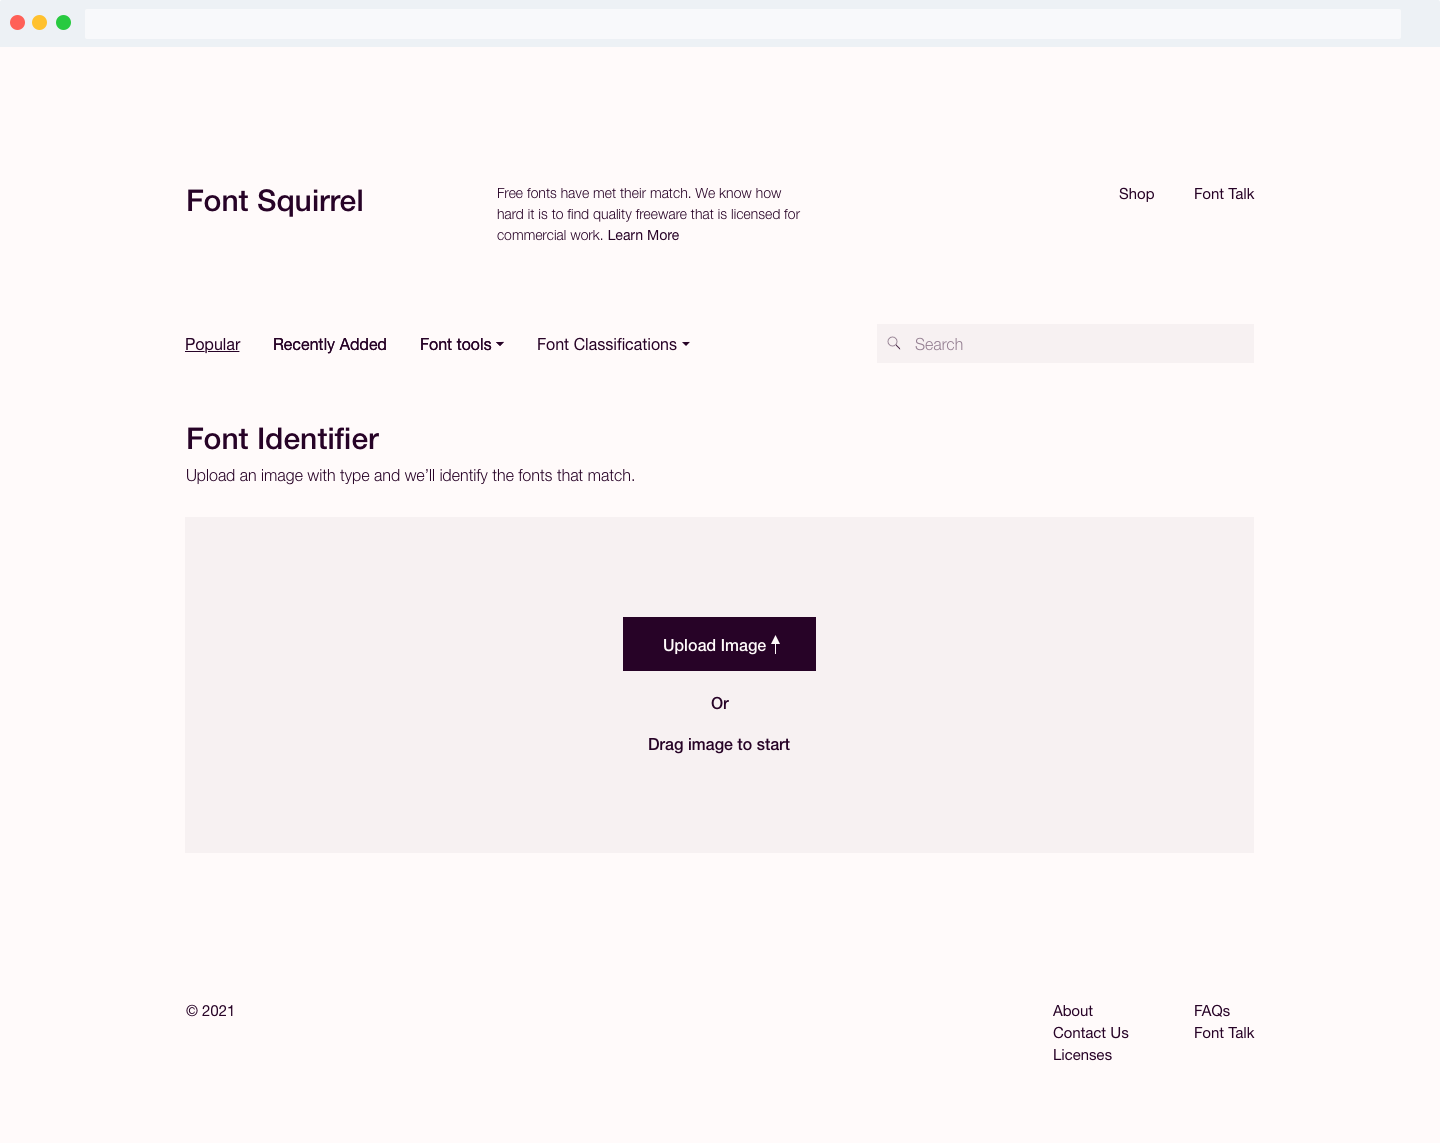 Font Squirrel
Free fonts have met their match. We know how
hard it is to find quality freeware that is licensed for
commercial work. Learn More
Shop
Font Talk
Popular
Recently Added
Font tools
Font Classifications
Search
Font Identifier
Upload an image with type and we’ll identify the fonts that match.
Upload Image
Or
Drag image to start
© 2021
About
Contact Us
Licenses
FAQs
Font Talk